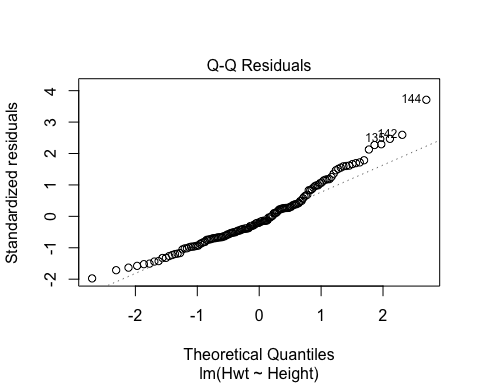 Q-Q Residuals
Standardized residuals
4
3
2
1
0
-1
-2
144
142
135
-2 -1 0 1 2
Theoretical Quantiles
lm(Hwt ~ Height)